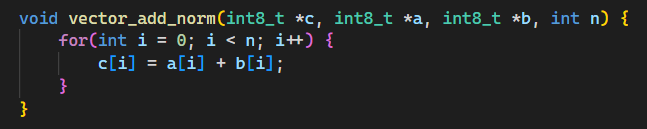 void vector_add_norm(int8_t *c, int8_t *a, int8_t *b, int n) {
    for(int i = 0; i < n; i++) {
        c[i] = a[i] + b[i];
    }
}